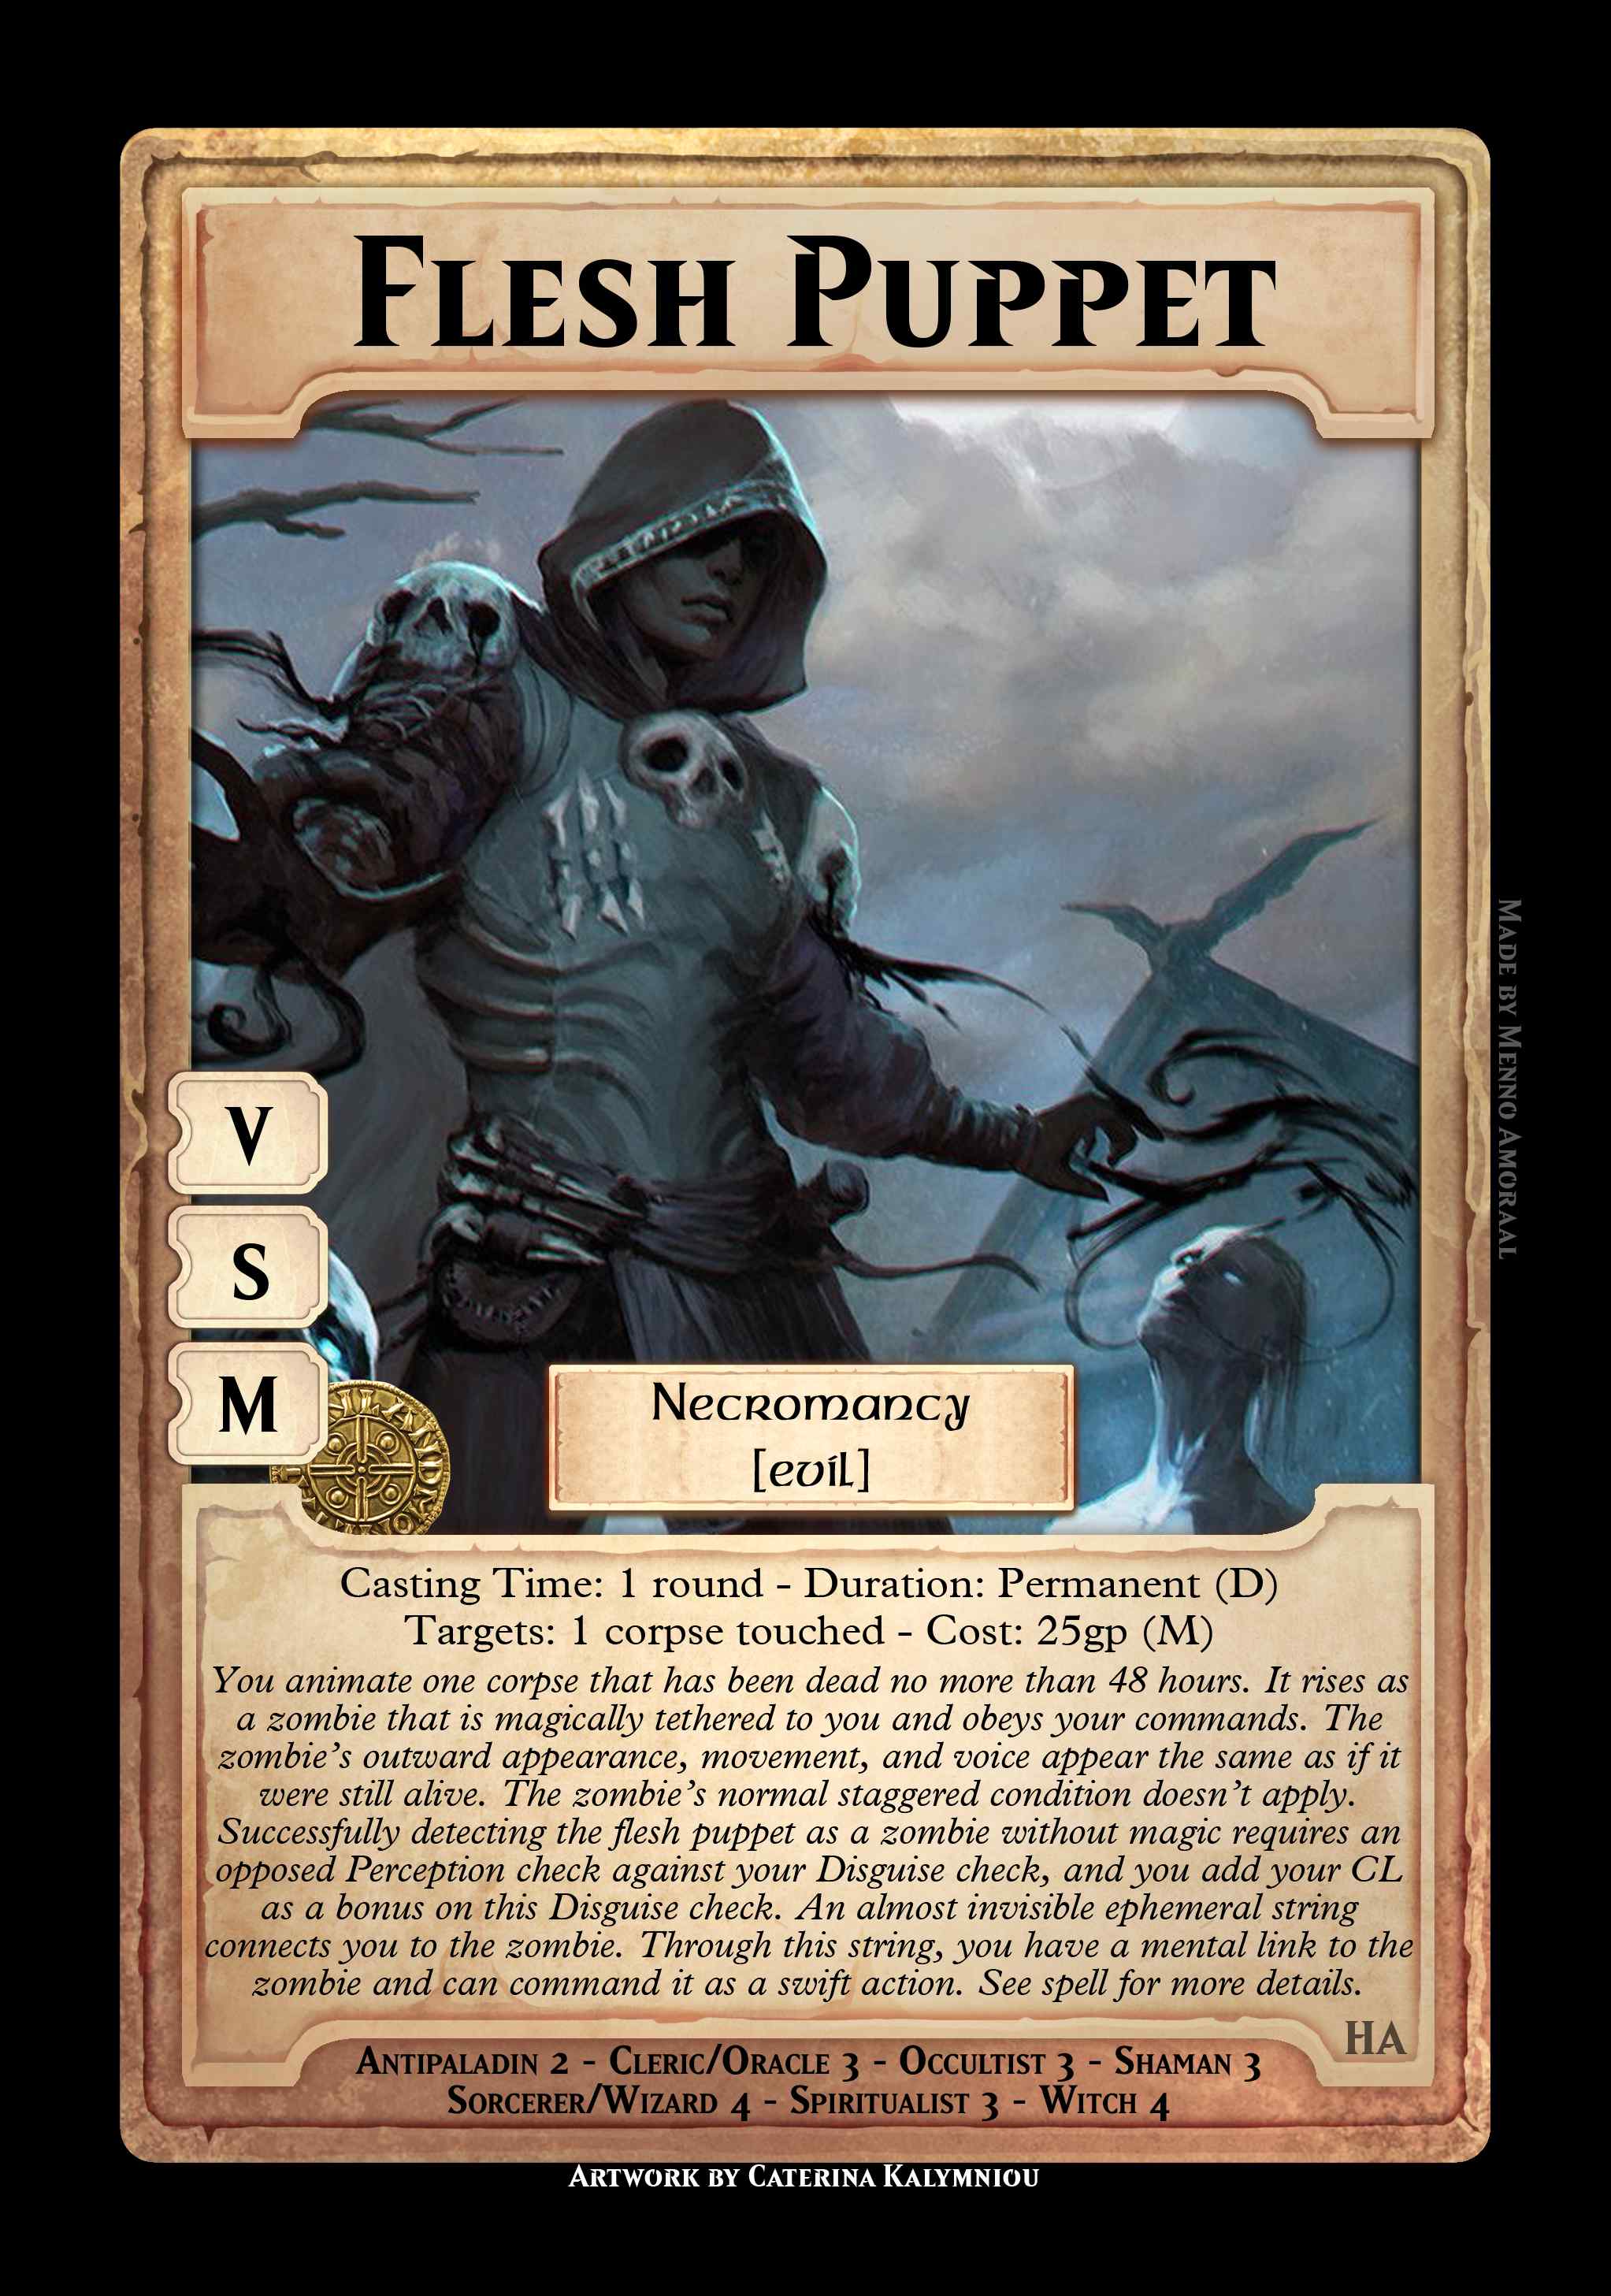 Flesh Puppet
V
S
M
Necromancy
[evil]
Casting Time: 1 round - Duration: Permanent (D)
Targets: 1 corpse touched - Cost: 25gp (M)
You animate one corpse that has been dead no more than 48 hours. It rises as
a zombie that is magically tethered to you and obeys your commands. The
zombie’s outward appearance, movement, and voice appear the same as if it
were still alive. The zombie’s normal staggered condition doesn’t apply.
Successfully detecting the flesh puppet as a zombie without magic requires an
opposed Perception check against your Disguise check, and you add your CL
as a bonus on this Disguise check. An almost invisible ephemeral string
connects you to the zombie. Through this string, you have a mental link to the
zombie and can command it as a swift action. See spell for more details.
HA
Antipaladin 2 - Cleric/Oracle 3 - Occultist 3 - Shaman 3
Sorcerer/Wizard 4 - Spiritualist 3 - Witch 4
Artwork by Caterina Kalymniou
Made by Menno Amoraal